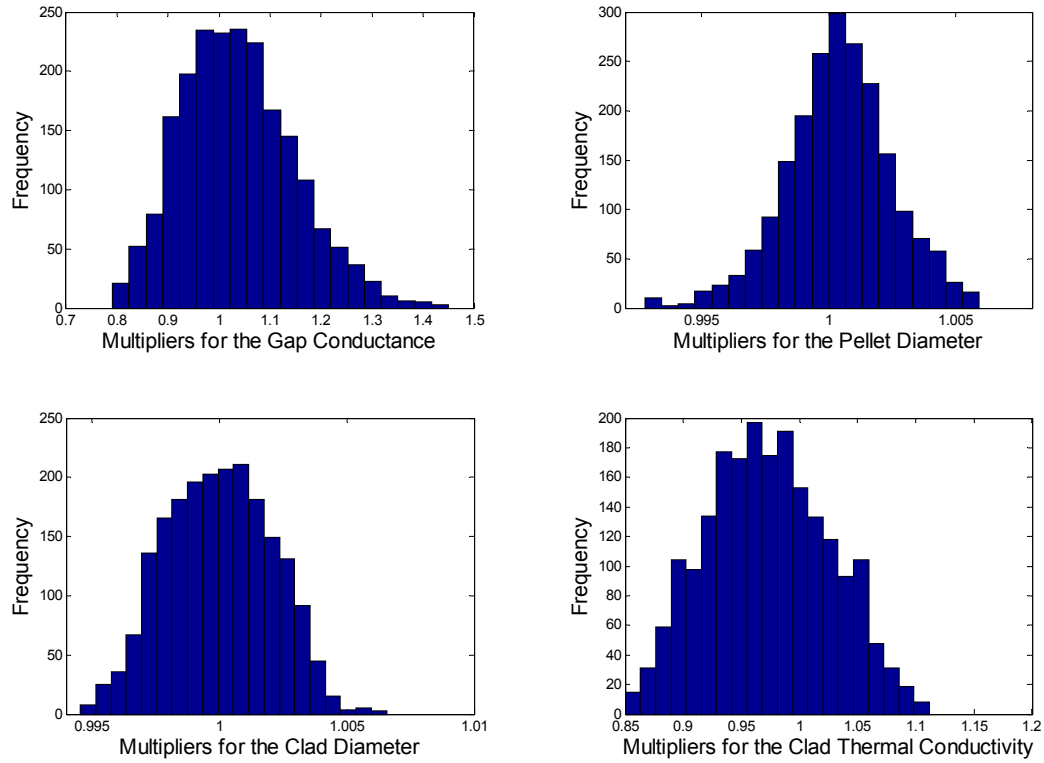 250
200
150
100
50
0
Frequency
0.7 0.8 0.9 1 1.1 1.2 1.3 1.4 1.5
Multipliers for the Gap Conductance
300
250
200
150
100
50
0
Frequency
0.995 1 1.005
Multipliers for the Pellet Diameter
250
200
150
100
50
0
Frequency
0.995 1 1.005 1.01
Multipliers for the Clad Diameter
200
180
160
140
120
100
80
60
40
20
0
Frequency
0.85 0.9 0.95 1 1.05 1.1 1.15 1.2
Multipliers for the Clad Thermal Conductivity